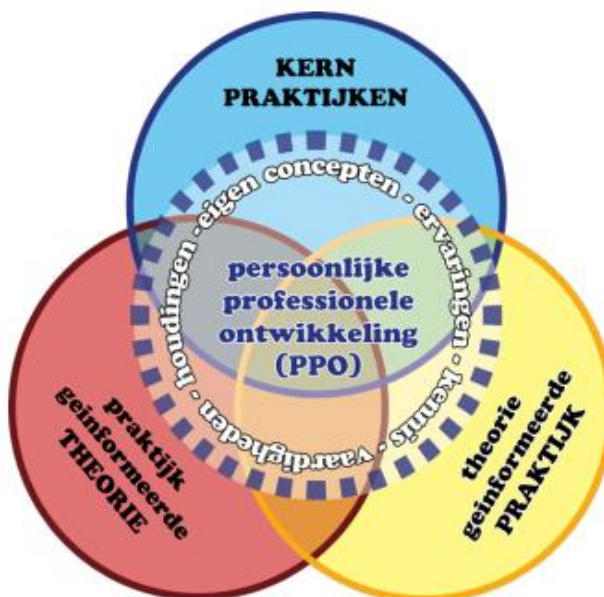 KERN
PRAKTIJKEN
- houdingen -eigen concepten - ervaringen - kennis - vaardigheden
persoonlijke
professionele
ontwikkeling
(PPO)
praktijk
geinformeerde
THEORIE
theorie
geinformeerde
PRAKTIJK